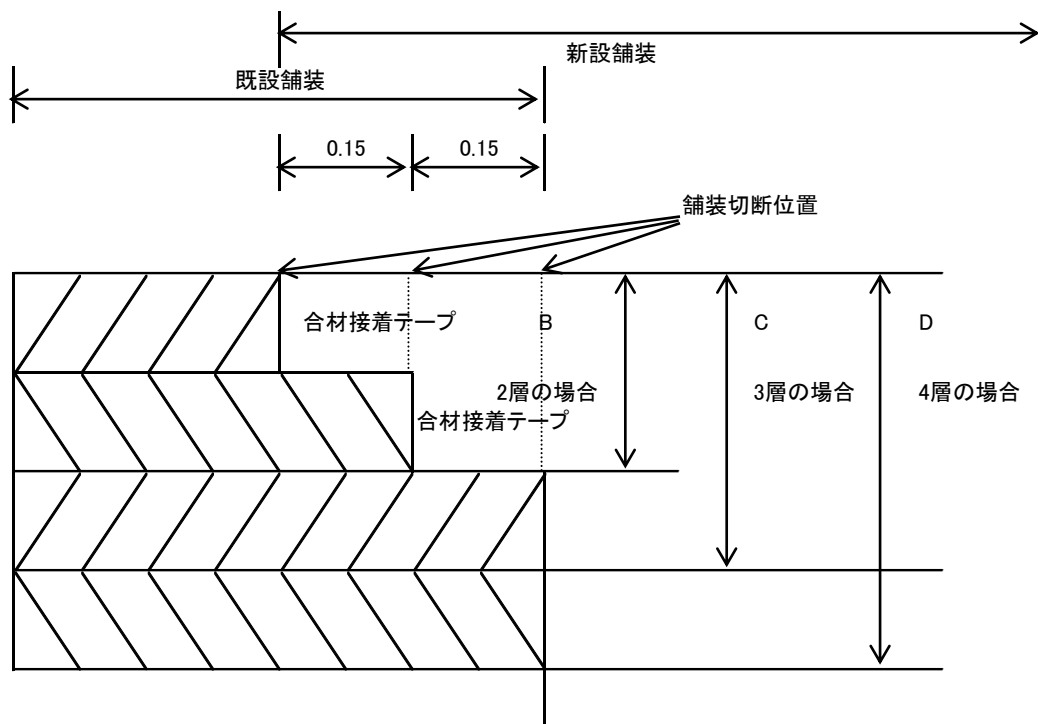 新設舗装
既設舗装
0.15
0.15
舗装切断位置
合材接着テープ
B
C
D
2層の場合
3層の場合
4層の場合
合材接着テープ